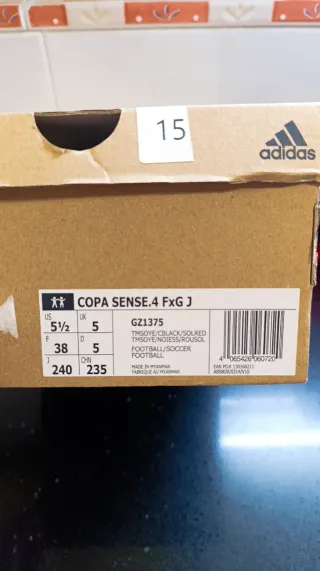 15
adidas
COPA SENSE.4 FxG J
US UK
5½ 5
F D
38 5
J CHN
240 235
GZ1375
TMSOYE/CBLACK/SOLRED
TMSOYE/NOIESS/ROUSOL
FOOTBALL/SOCCER
FOOTBALL
MADE IN MYANMAR
FABRIQUÉ AU MYANMAR
4 065426 060720